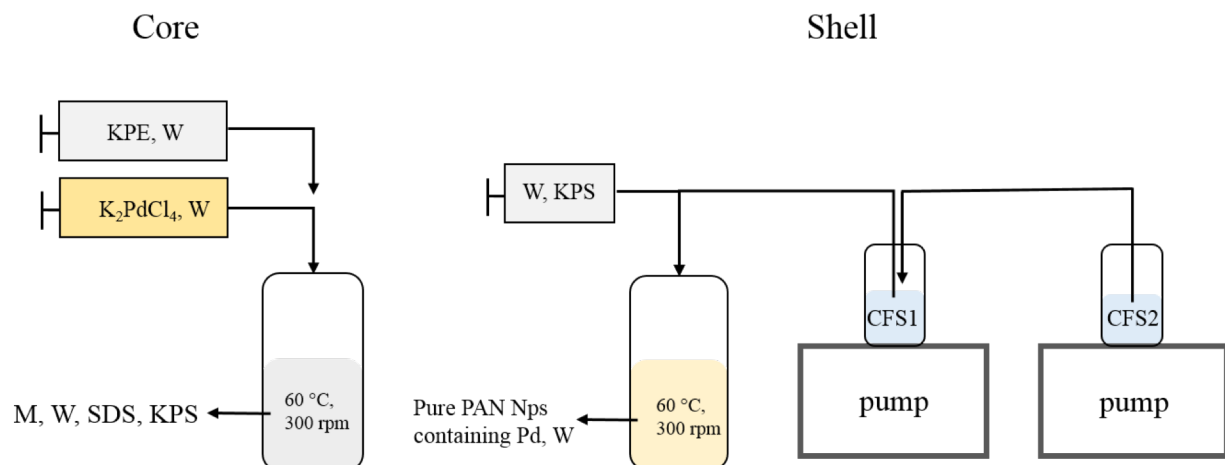 Core
Shell
KPE, W
K₂PdCl₄, W
W, KPS
CFS1
CFS2
M, W, SDS, KPS
60 °C,
300 rpm
Pure PAN Nps
containing Pd, W
60 °C,
300 rpm
pump
pump